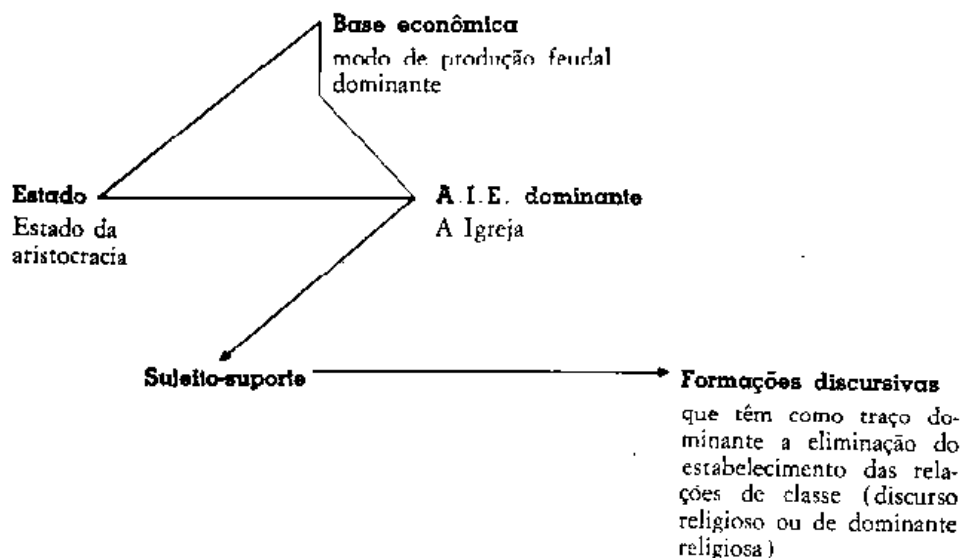 Base econômica
modo de produção feudal
dominante
Estado
Estado da
aristocracia
A.I.E. dominante
A Igreja
Sujeito-suporte
Formações discursivas
que têm como traço do-
minante a eliminação do
estabelecimento das rela-
ções de classe (discurso
religioso ou de dominante
religiosa)